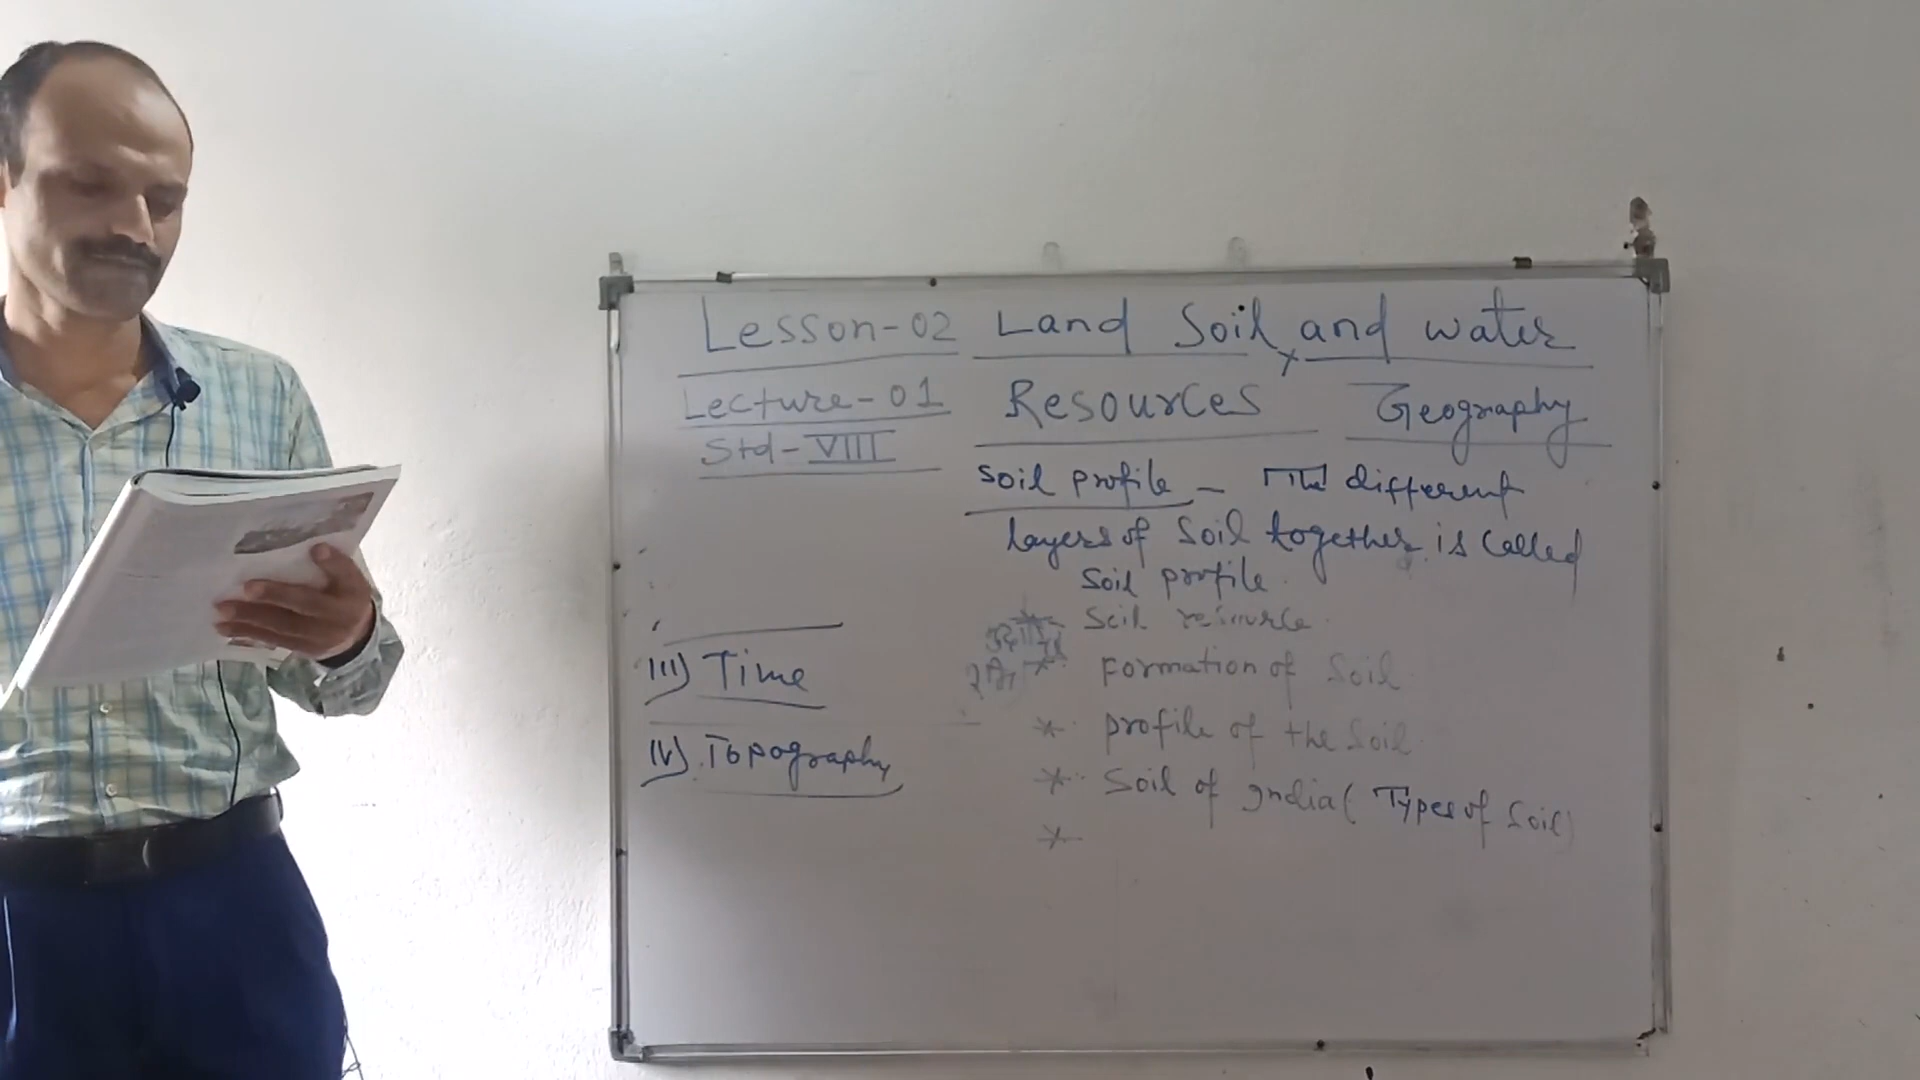 Lesson-02 Land Soil, and water
Lecture-01 Resources Geography
Std-VIII
soil profile - The different
layers of soil together is called
soil profile.
* Soil resource.
* Formation of Soil.
* profile of the Soil.
* Soil of India (Types of Soil)
*
III) Time
IV) Topography